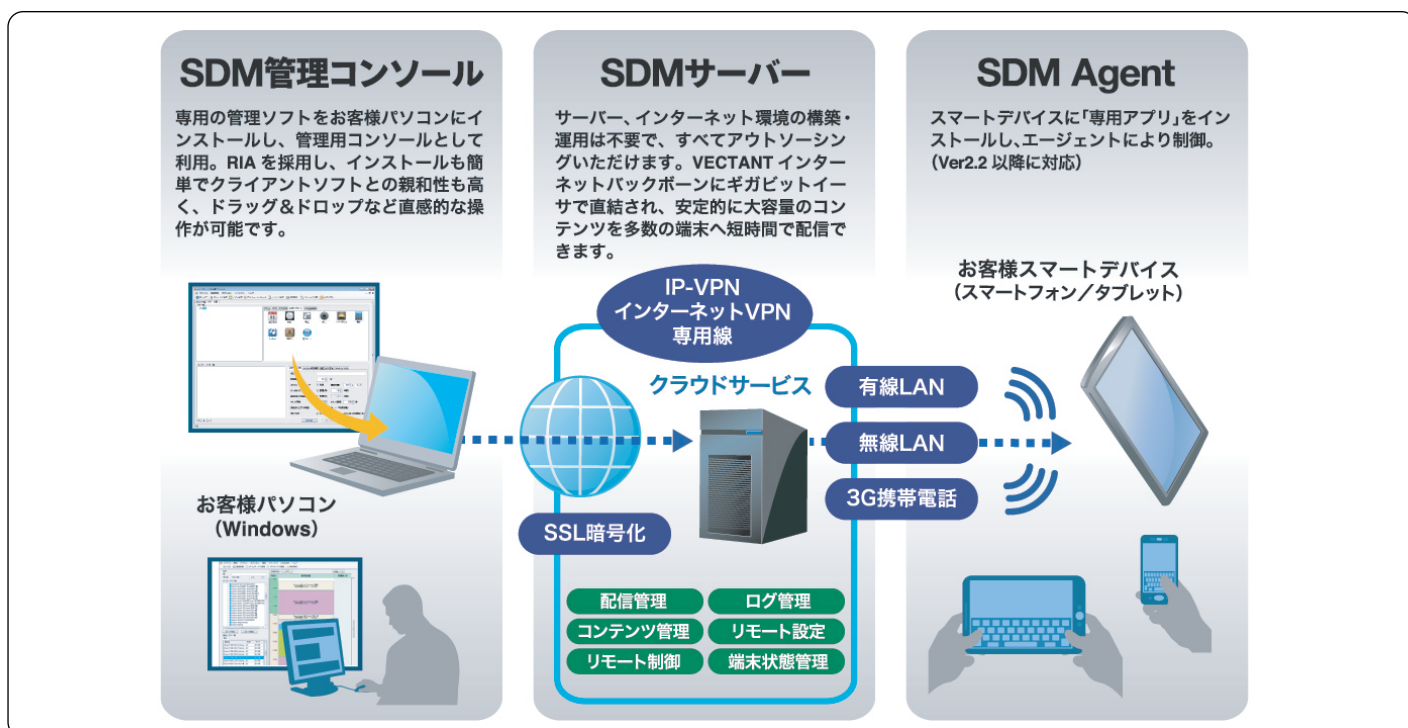 SDM管理コンソール
専用の管理ソフトをお客様パソコンにイ
ンストールし、管理用コンソールとして
利用。RIA を採用し、インストールも簡
単でクライアントソフトとの親和性も高
く、ドラッグ＆ドロップなど直感的な操
作が可能です。
お客様パソコン
（Windows）
SDMサーバー
サーバー、インターネット環境の構築・
運用は不要で、すべてアウトソーシン
グいただけます。VECTANT インター
ネットバックボーンにギガビットイー
サで直結され、安定的に大容量のコン
テンツを多数の端末へ短時間で配信で
きます。
IP-VPN
インターネットVPN
専用線
クラウドサービス
有線LAN
無線LAN
3G携帯電話
SSL暗号化
配信管理
ログ管理
コンテンツ管理
リモート設定
リモート制御
端末状態管理
SDM Agent
スマートデバイスに「専用アプリ」をイン
ストールし、エージェントにより制御。
（Ver2.2 以降に対応）
お客様スマートデバイス
（スマートフォン／タブレット）